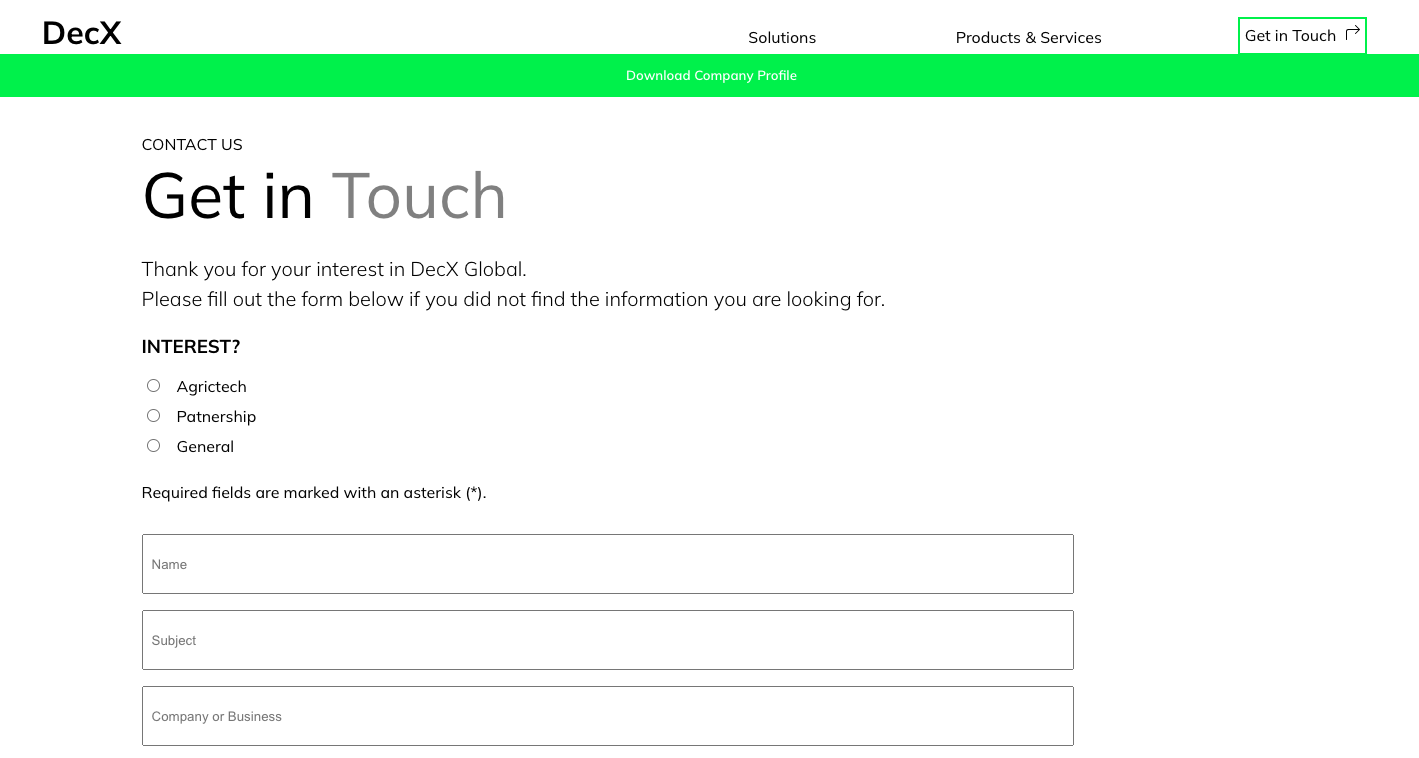 DecX
Solutions
Products & Services
Get in Touch
Download Company Profile
CONTACT US
Get in Touch
Thank you for your interest in DecX Global.
Please fill out the form below if you did not find the information you are looking for.
INTEREST?
Agrictech
Patnership
General
Required fields are marked with an asterisk (*).
Name
Subject
Company or Business